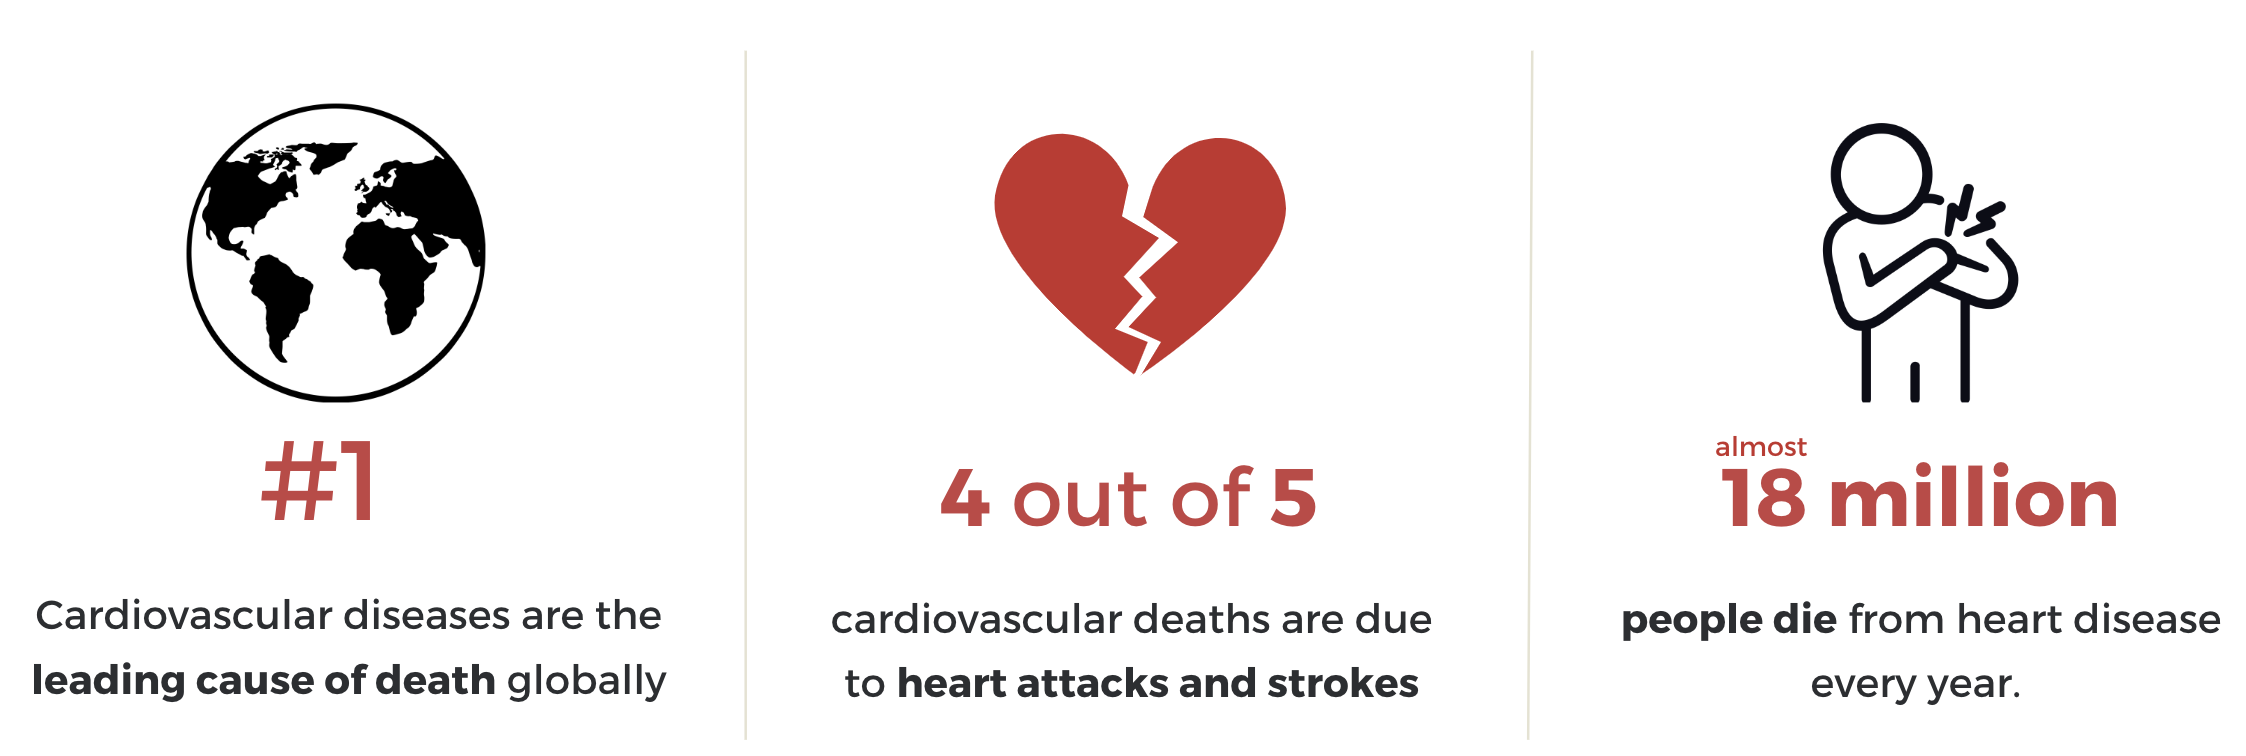 #1
Cardiovascular diseases are the
leading cause of death globally
4 out of 5
cardiovascular deaths are due
to heart attacks and strokes
almost
18 million
people die from heart disease
every year.